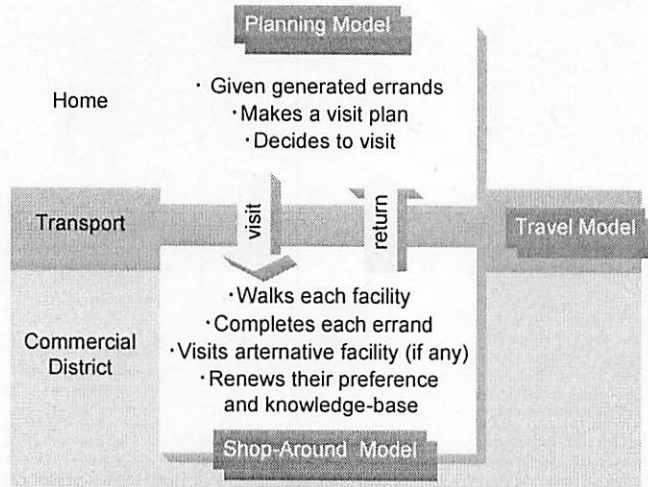 Planning Model
Home
· Given generated errands
· Makes a visit plan
· Decides to visit
Transport
visit
return
Travel Model
Commercial
District
· Walks each facility
· Completes each errand
· Visits arternative facility (if any)
· Renews their preference
and knowledge-base
Shop-Around Model